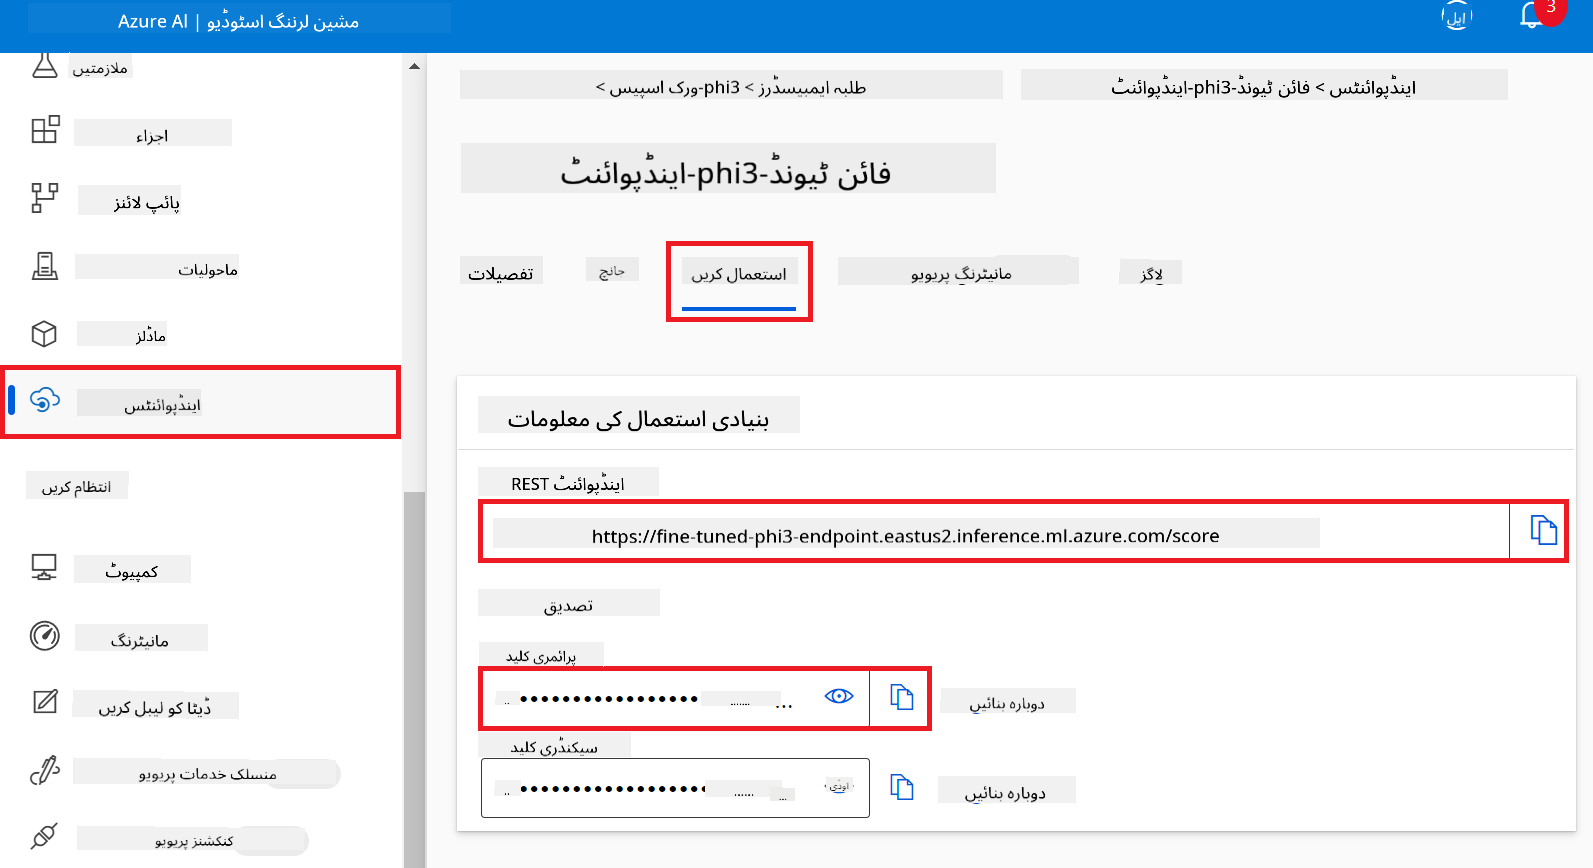 Azure AI | مشین لرننگ اسٹوڈیو
3
ملازمتیں
اجزاء
پائپ لائنز
ماحولیات
ماڈلز
اینڈپوائنٹس
انتظام کریں
کمپیوٹ
مانیٹرنگ
ڈیٹا کو لیبل کریں
منسلک خدمات پریویو
کنکشنز پریویو
طلبہ ایمبیسڈرز > phi3-ورک اسپیس >
اینڈپوائنٹس > فائن ٹیونڈ-phi3-اینڈپوائنٹ
فائن ٹیونڈ-phi3-اینڈپوائنٹ
تفصیلات
جانچ
استعمال کریں
مانیٹرنگ پریویو
لاگز
بنیادی استعمال کی معلومات
REST اینڈپوائنٹ
https://fine-tuned-phi3-endpoint.eastus2.inference.ml.azure.com/score
تصدیق
پرائمری کلید
دوبارہ بنائیں
سیکنڈری کلید
دوبارہ بنائیں